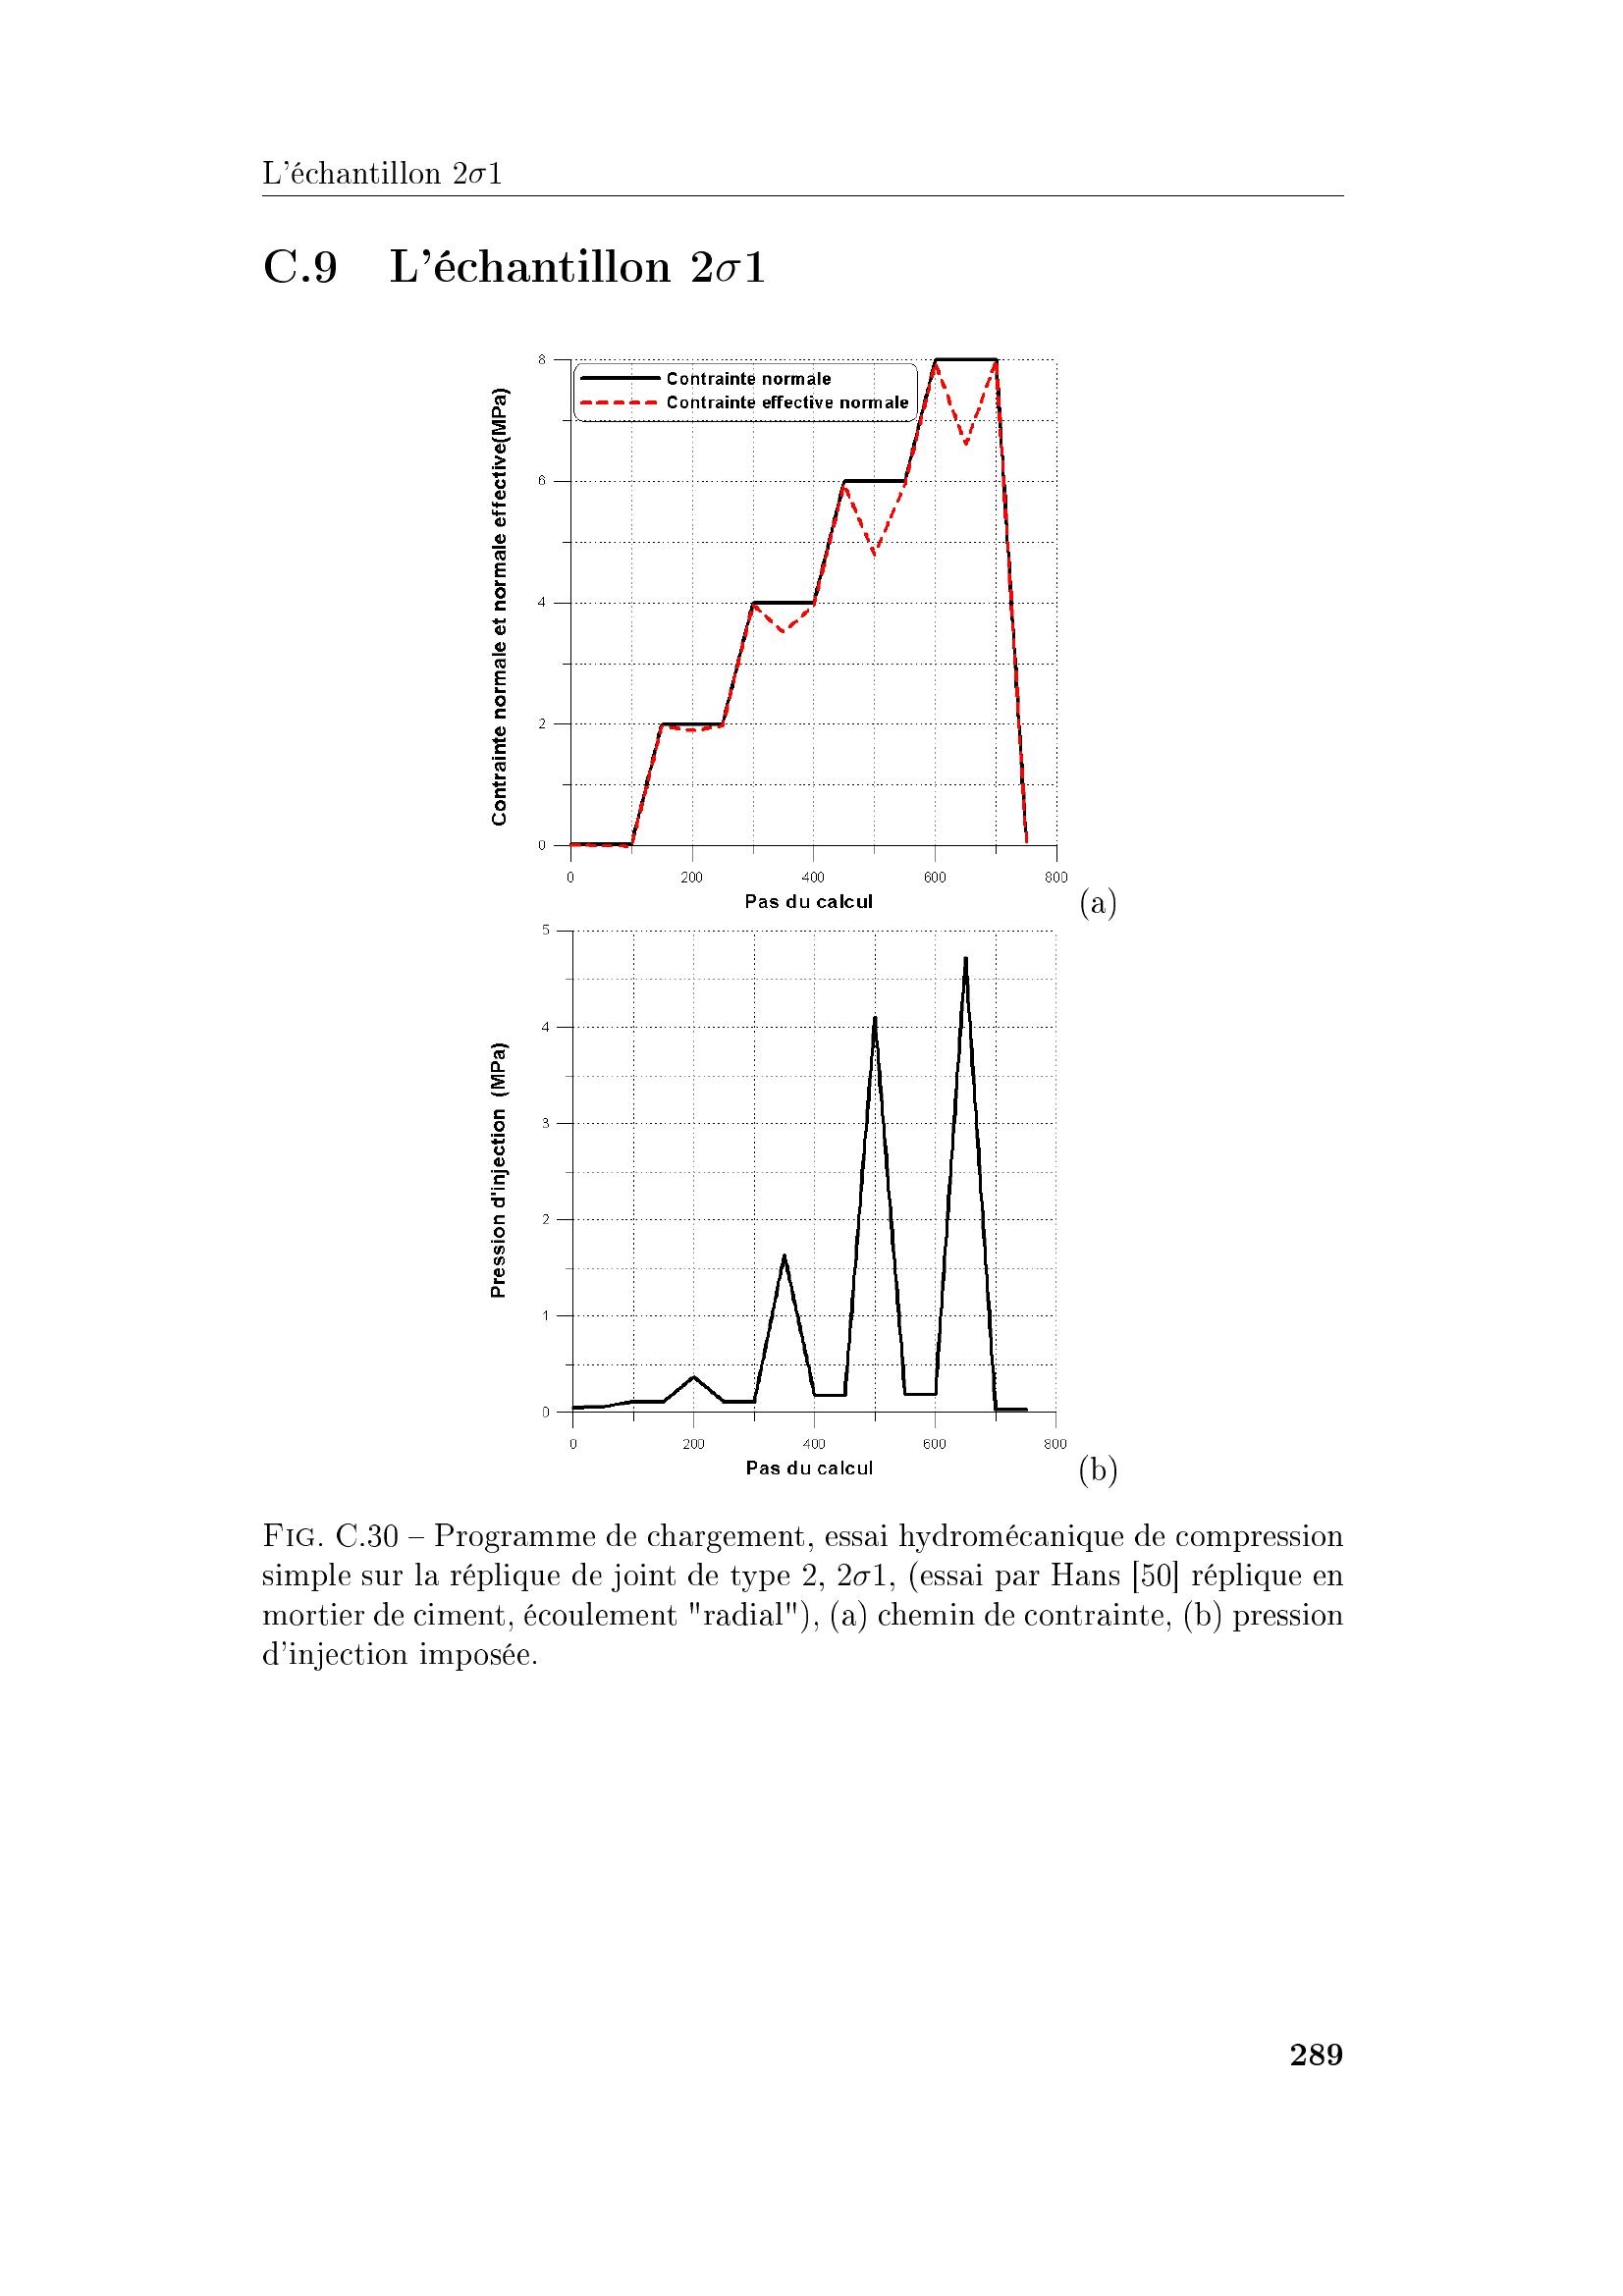 L'échantillon 2σ1
C.9 L'échantillon 2σ1
8
Contrainte normale
Contrainte effective normale
6
4
2
0
Contrainte normale et normale effective(MPa)
0 200 400 600 800
Pas du calcul
(a)
5
4
3
2
1
0
Pression d'injection (MPa)
0 200 400 600 800
Pas du calcul
(b)
FIG. C.30 – Programme de chargement, essai hydromécanique de compression
simple sur la réplique de joint de type 2, 2σ1, (essai par Hans [50] réplique en
mortier de ciment, écoulement "radial"), (a) chemin de contrainte, (b) pression
d'injection imposée.
289